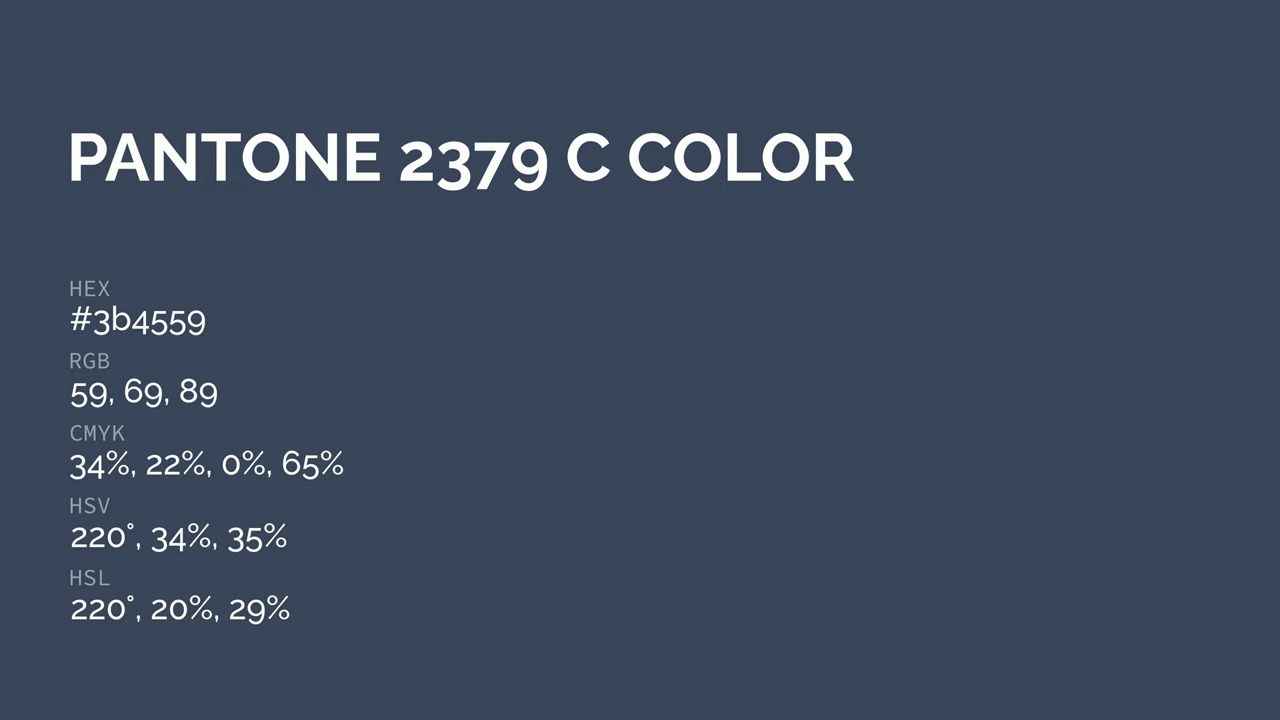 PANTONE 2379 C COLOR
HEX
#3b4559
RGB
59, 69, 89
CMYK
34%, 22%, 0%, 65%
HSV
220°, 34%, 35%
HSL
220°, 20%, 29%